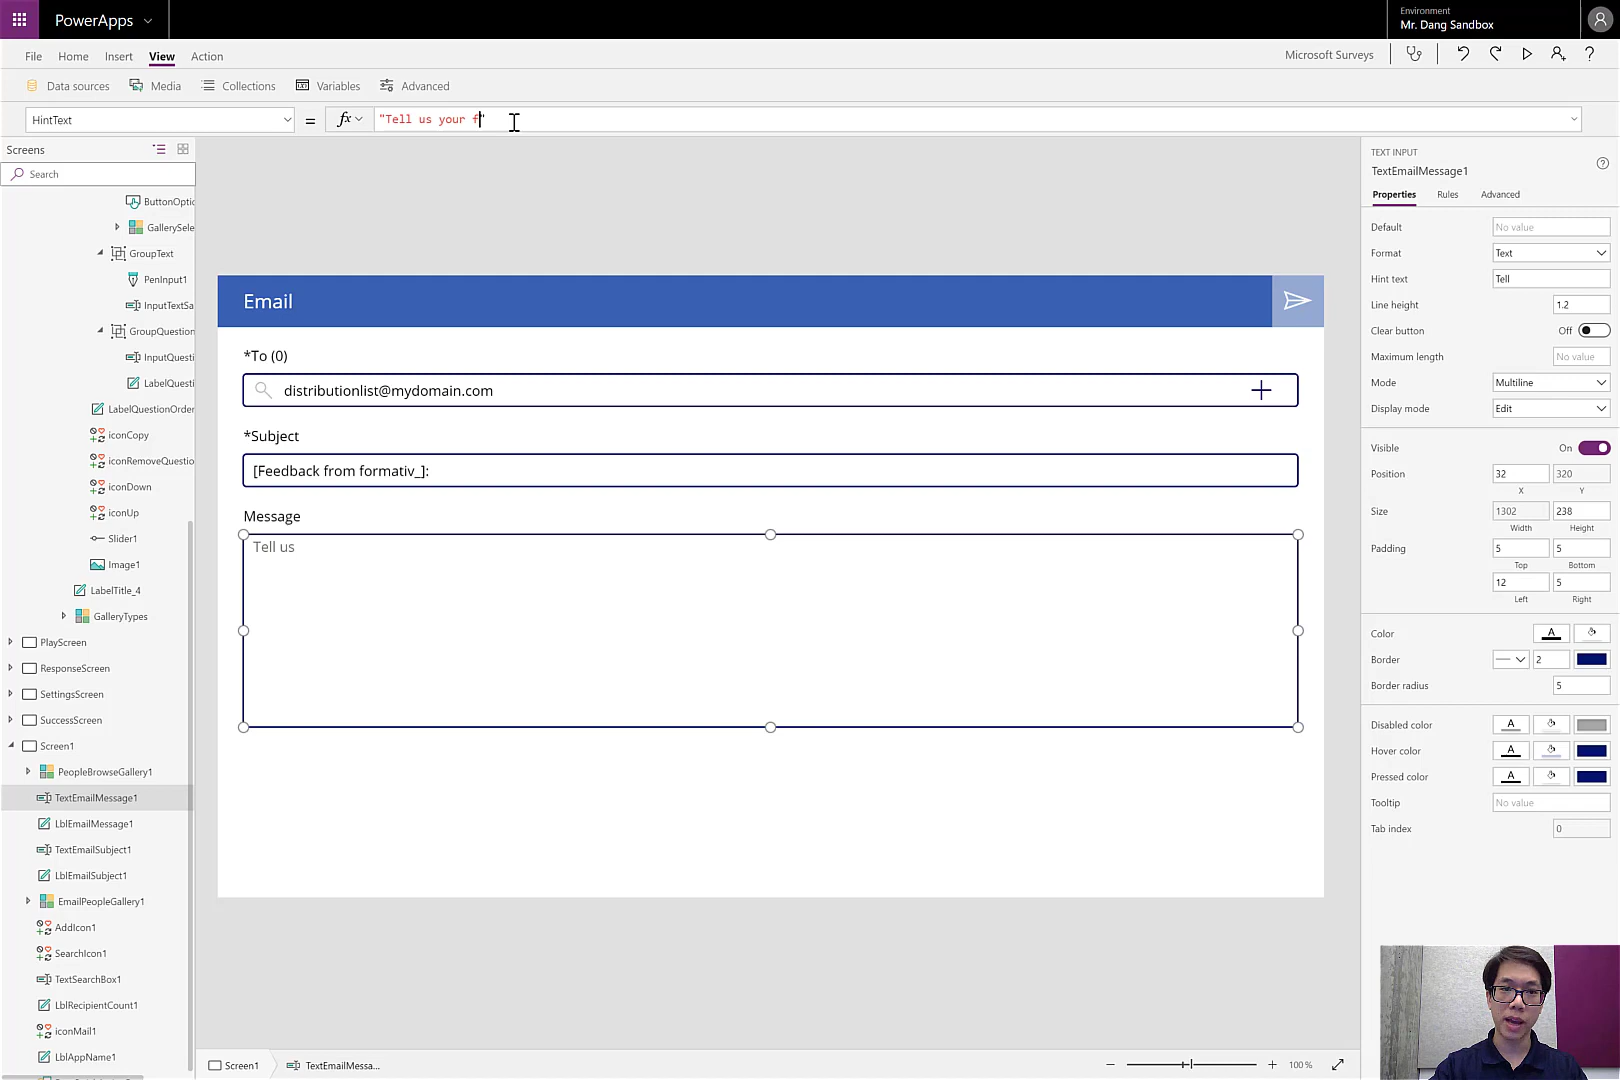 PowerApps
Environment
Mr. Dang Sandbox
File
Home
Insert
View
Action
Microsoft Surveys
Data sources
Media
Collections
Variables
Advanced
HintText
=
fx
"Tell us your f"
Screens
Search
ButtonOptio
GallerySele
GroupText
PenInput1
InputTextSa
GroupQuestion
InputQuesti
LabelQuesti
LabelQuestionOrder
iconCopy
iconRemoveQuestio
iconDown
iconUp
Slider1
Image1
LabelTitle_4
GalleryTypes
PlayScreen
ResponseScreen
SettingsScreen
SuccessScreen
Screen1
PeopleBrowseGallery1
TextEmailMessage1
LblEmailMessage1
TextEmailSubject1
LblEmailSubject1
EmailPeopleGallery1
AddIcon1
SearchIcon1
TextSearchBox1
LblRecipientCount1
iconMail1
LblAppName1
Email
*To (0)
distributionlist@mydomain.com
*Subject
[Feedback from formativ_]:
Message
Tell us
TEXT INPUT
TextEmailMessage1
Properties
Rules
Advanced
Default
No value
Format
Text
Hint text
Tell
Line height
1.2
Clear button
Off
Maximum length
No value
Mode
Multiline
Display mode
Edit
Visible
On
Position
32
320
X
Y
Size
1302
238
Width
Height
Padding
5
5
Top
Bottom
12
5
Left
Right
Color
Border
2
Border radius
5
Disabled color
Hover color
Pressed color
Tooltip
No value
Tab index
0
Screen1
TextEmailMessa...
100 %